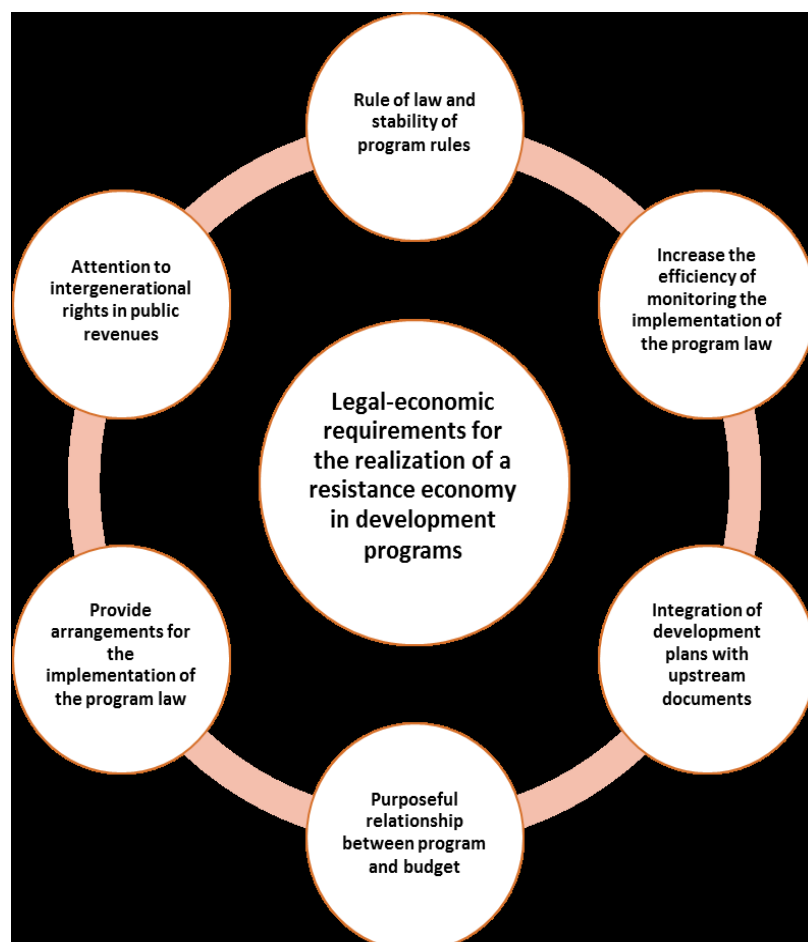 Rule of law and
stability of
program rules
Attention to
intergenerational
rights in public
revenues
Increase the
efficiency of
monitoring the
implementation of
the program law
Legal-economic
requirements for
the realization of a
resistance economy
in development
programs
Provide
arrangements for
the
implementation of
the program law
Integration of
development
plans with
upstream
documents
Purposeful
relationship
between program
and budget